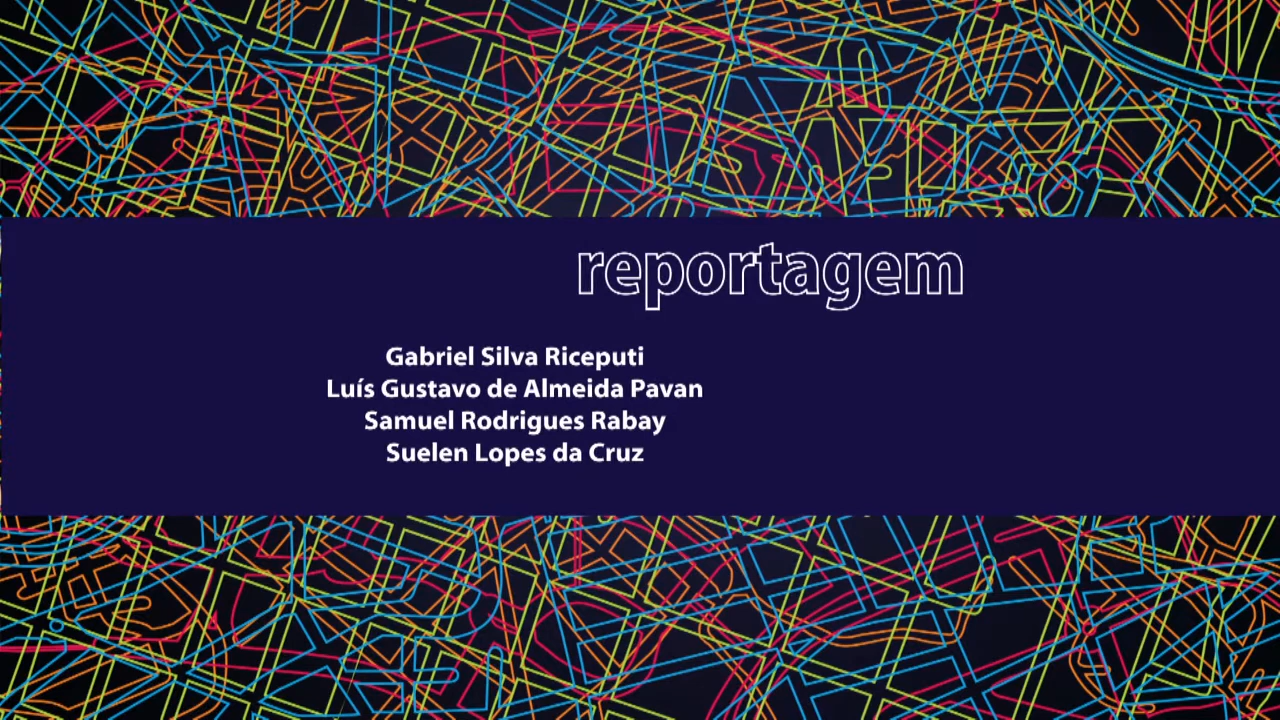 reportagem
Gabriel Silva Riceputi
Luís Gustavo de Almeida Pavan
Samuel Rodrigues Rabay
Suelen Lopes da Cruz